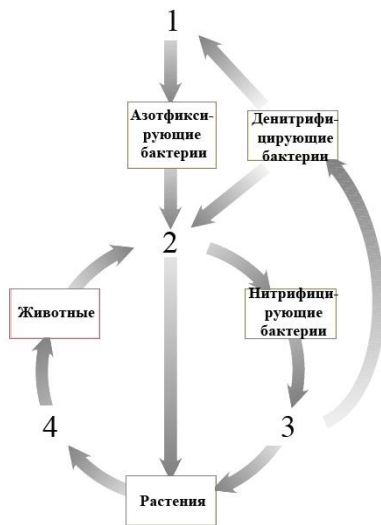 1
Азотфикси-
рующие
бактерии
Денитрифи-
цирующие
бактерии
2
Животные
Нитрифици-
рующие
бактерии
4
3
Растения